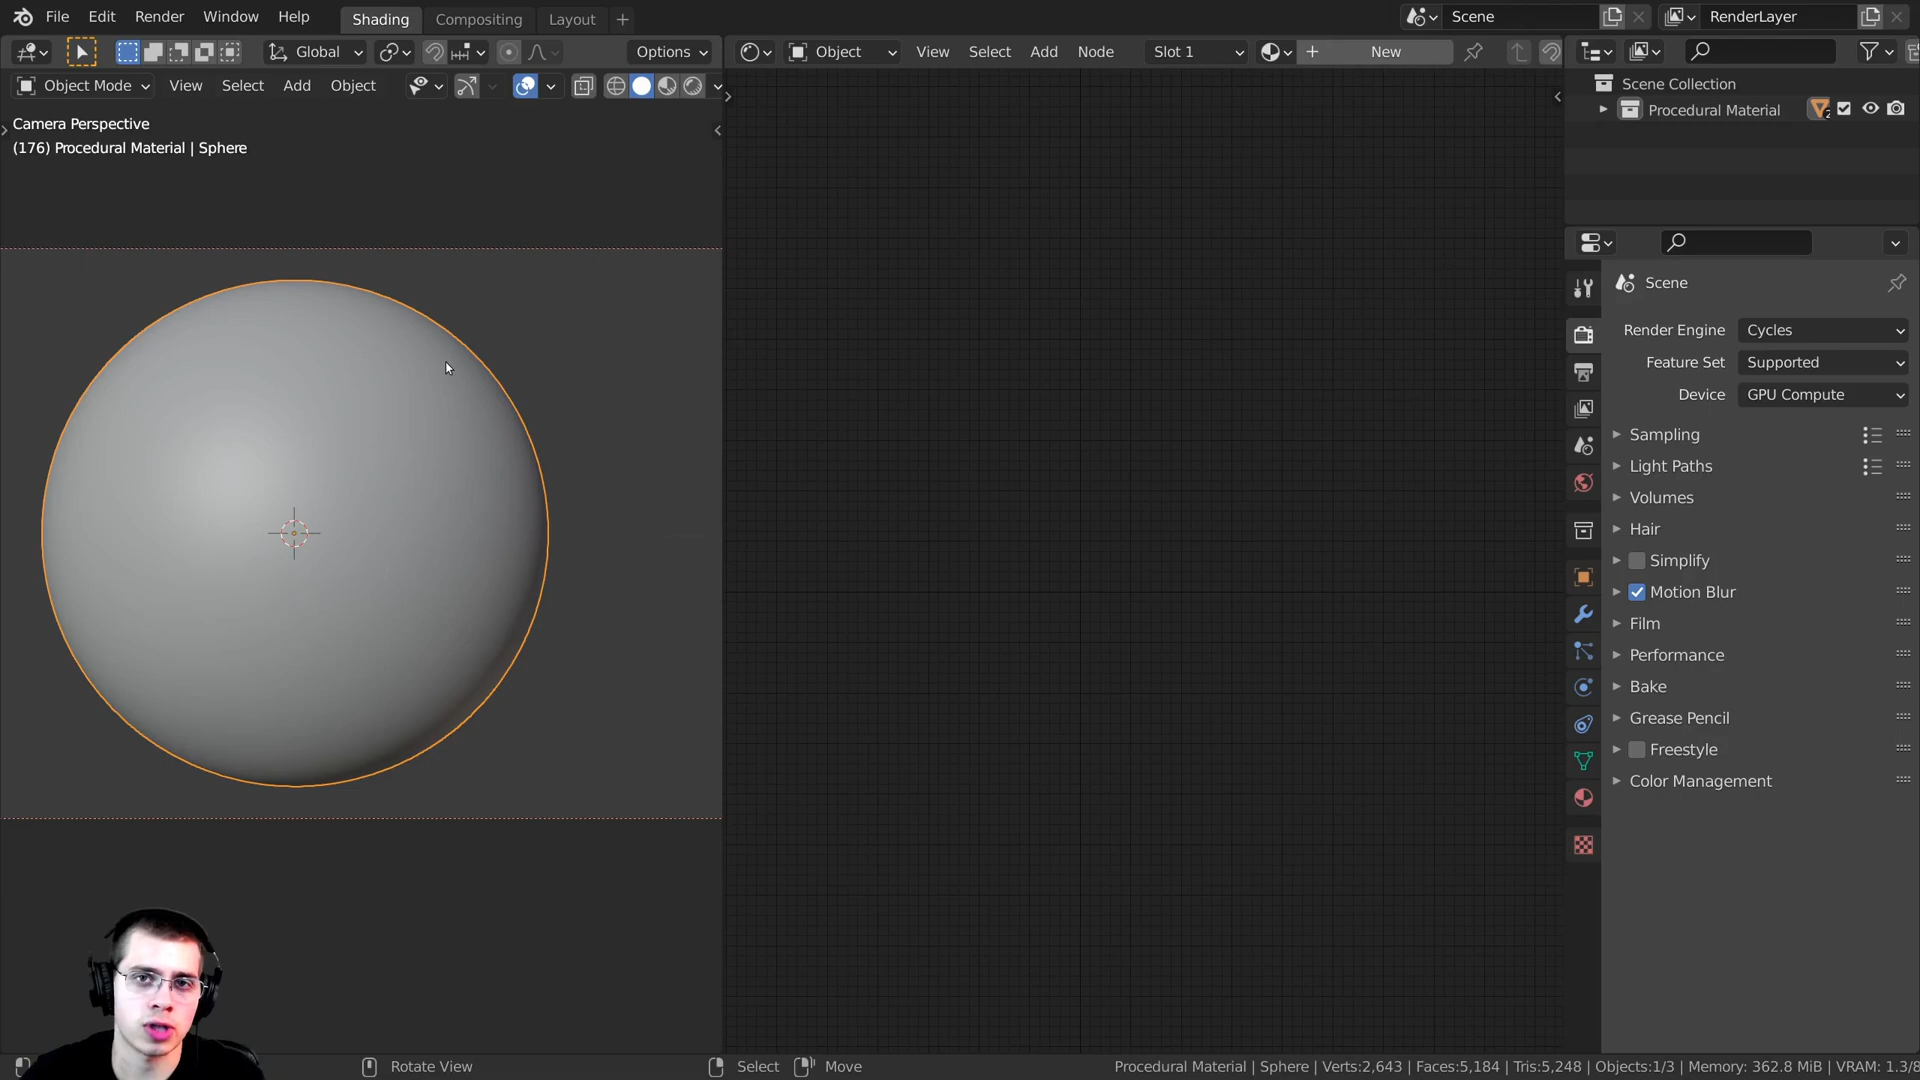 File Edit Render Window Help Shading Compositing Layout Scene RenderLayer
Global Options Object View Select Add Node Slot 1 New
Object Mode View Select Add Object
Scene Collection
Procedural Material 2
Camera Perspective
(176) Procedural Material | Sphere
Scene
Render Engine Cycles
Feature Set Supported
Device GPU Compute
Sampling
Light Paths
Volumes
Hair
Simplify
Motion Blur
Film
Performance
Bake
Grease Pencil
Freestyle
Color Management
Rotate View Select Move Procedural Material | Sphere | Verts:2,643 | Faces:5,184 | Tris:5,248 | Objects:1/3 | Memory: 362.8 MiB | VRAM: 1.3/8